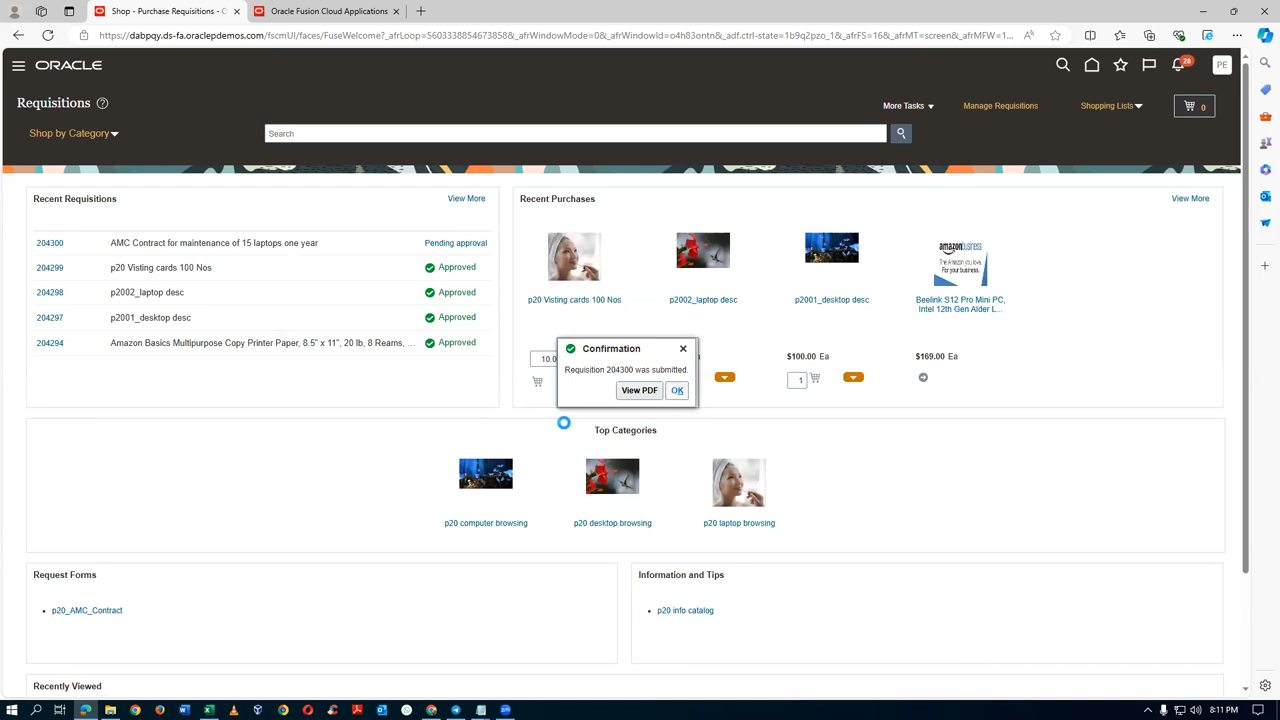 Shop - Purchase Requisitions - C
Oracle Fusion Cloud Applications
https://dabpqy.ds-fa.oraclepdemos.com/fscmUI/faces/FuseWelcome?_afrLoop=56033388546738558&_afrWindowMode=0&_afrWindowId=o4h83ontn&_adf.ctrl-state=1b9q2pzo_1&_afrFS=16&_afrMT=screen&_afrMFW=1...
ORACLE
28
PE
Requisitions
More Tasks
Manage Requisitions
Shopping Lists
0
Shop by Category
Search
Recent Requisitions
View More
204300 AMC Contract for maintenance of 15 laptops one year Pending approval
204299 p20 Visting cards 100 Nos Approved
204298 p2002_laptop desc Approved
204297 p2001_desktop desc Approved
204294 Amazon Basics Multipurpose Copy Printer Paper, 8.5" x 11", 20 lb, 8 Reams, ... Approved
Recent Purchases
View More
amazonbusiness
The Amazon you love.
For your business.
p20 Visting cards 100 Nos
p2002_laptop desc
p2001_desktop desc
Beelink S12 Pro Mini PC,
Intel 12th Gen Alder L...
$100.00 Ea
$169.00 Ea
10.0
1
Confirmation
Requisition 204300 was submitted.
View PDF
OK
Top Categories
p20 computer browsing
p20 desktop browsing
p20 laptop browsing
Request Forms
p20_AMC_Contract
Information and Tips
p20 info catalog
Recently Viewed
8:11 PM